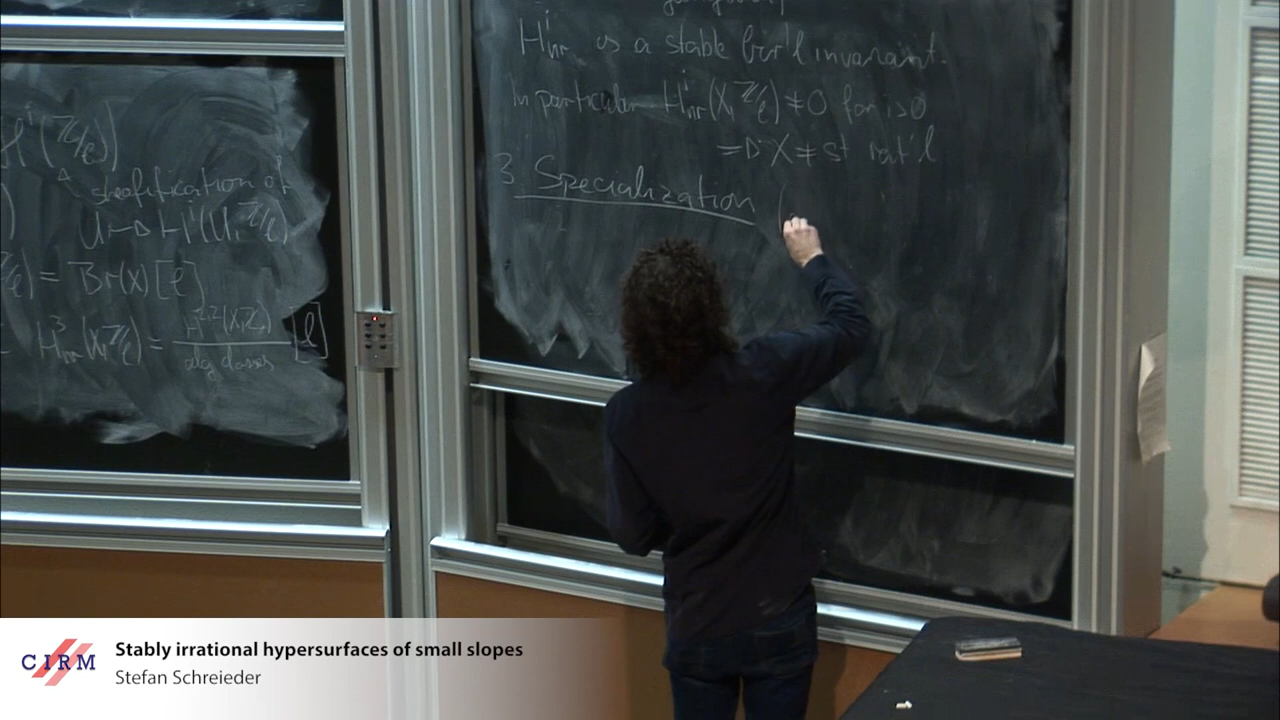 H^i(ℤ/ℓ))
sheafification of
U ↦ H^i(U, ℤ/ℓ)
= Br(X)[ℓ]
H^3_nr(X, ℤ/ℓ) = H^{2,2}(X, ℤ) / alg classes [ℓ]
H^i_nr is a stable bir'l invariant.
In particular H^i_nr(X, ℤ/ℓ) ≠ 0 for i>0
⇒ X ≠ st rat'l
3. Specialization (
CIRM
Stably irrational hypersurfaces of small slopes
Stefan Schreieder